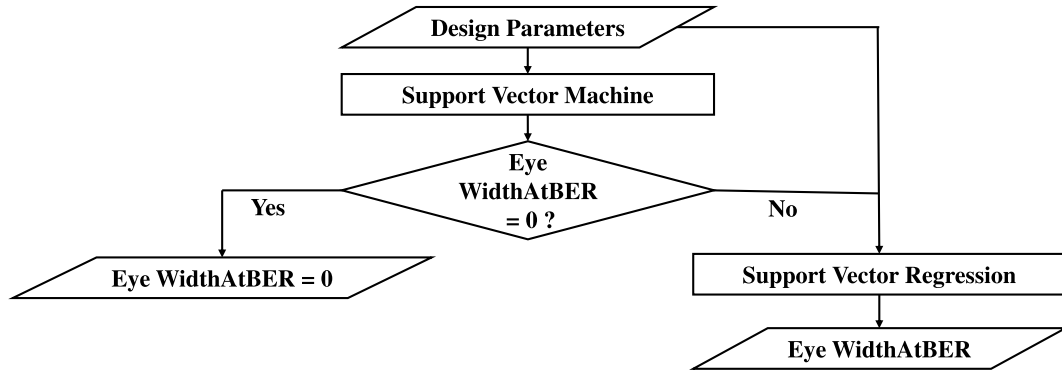 Design Parameters
Support Vector Machine
Eye
WidthAtBER
= 0 ?
Yes
No
Eye WidthAtBER = 0
Support Vector Regression
Eye WidthAtBER